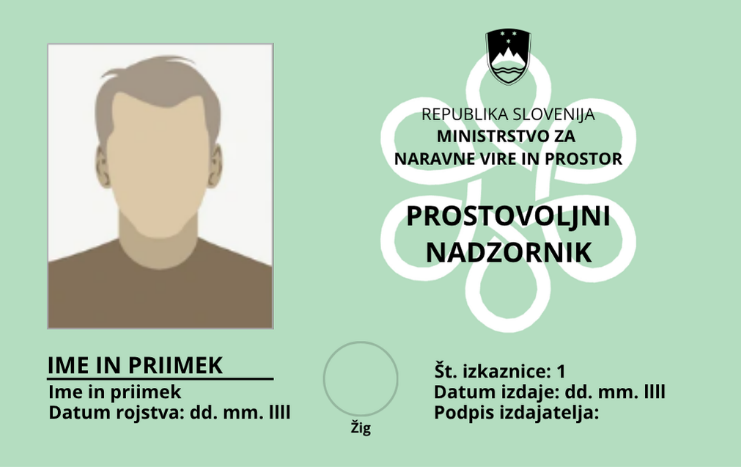 REPUBLIKA SLOVENIJA
MINISTRSTVO ZA
NARAVNE VIRE IN PROSTOR
PROSTOVOLJNI
NADZORNIK
IME IN PRIIMEK
Ime in priimek
Datum rojstva: dd. mm. llll
Žig
Št. izkaznice: 1
Datum izdaje: dd. mm. llll
Podpis izdajatelja: